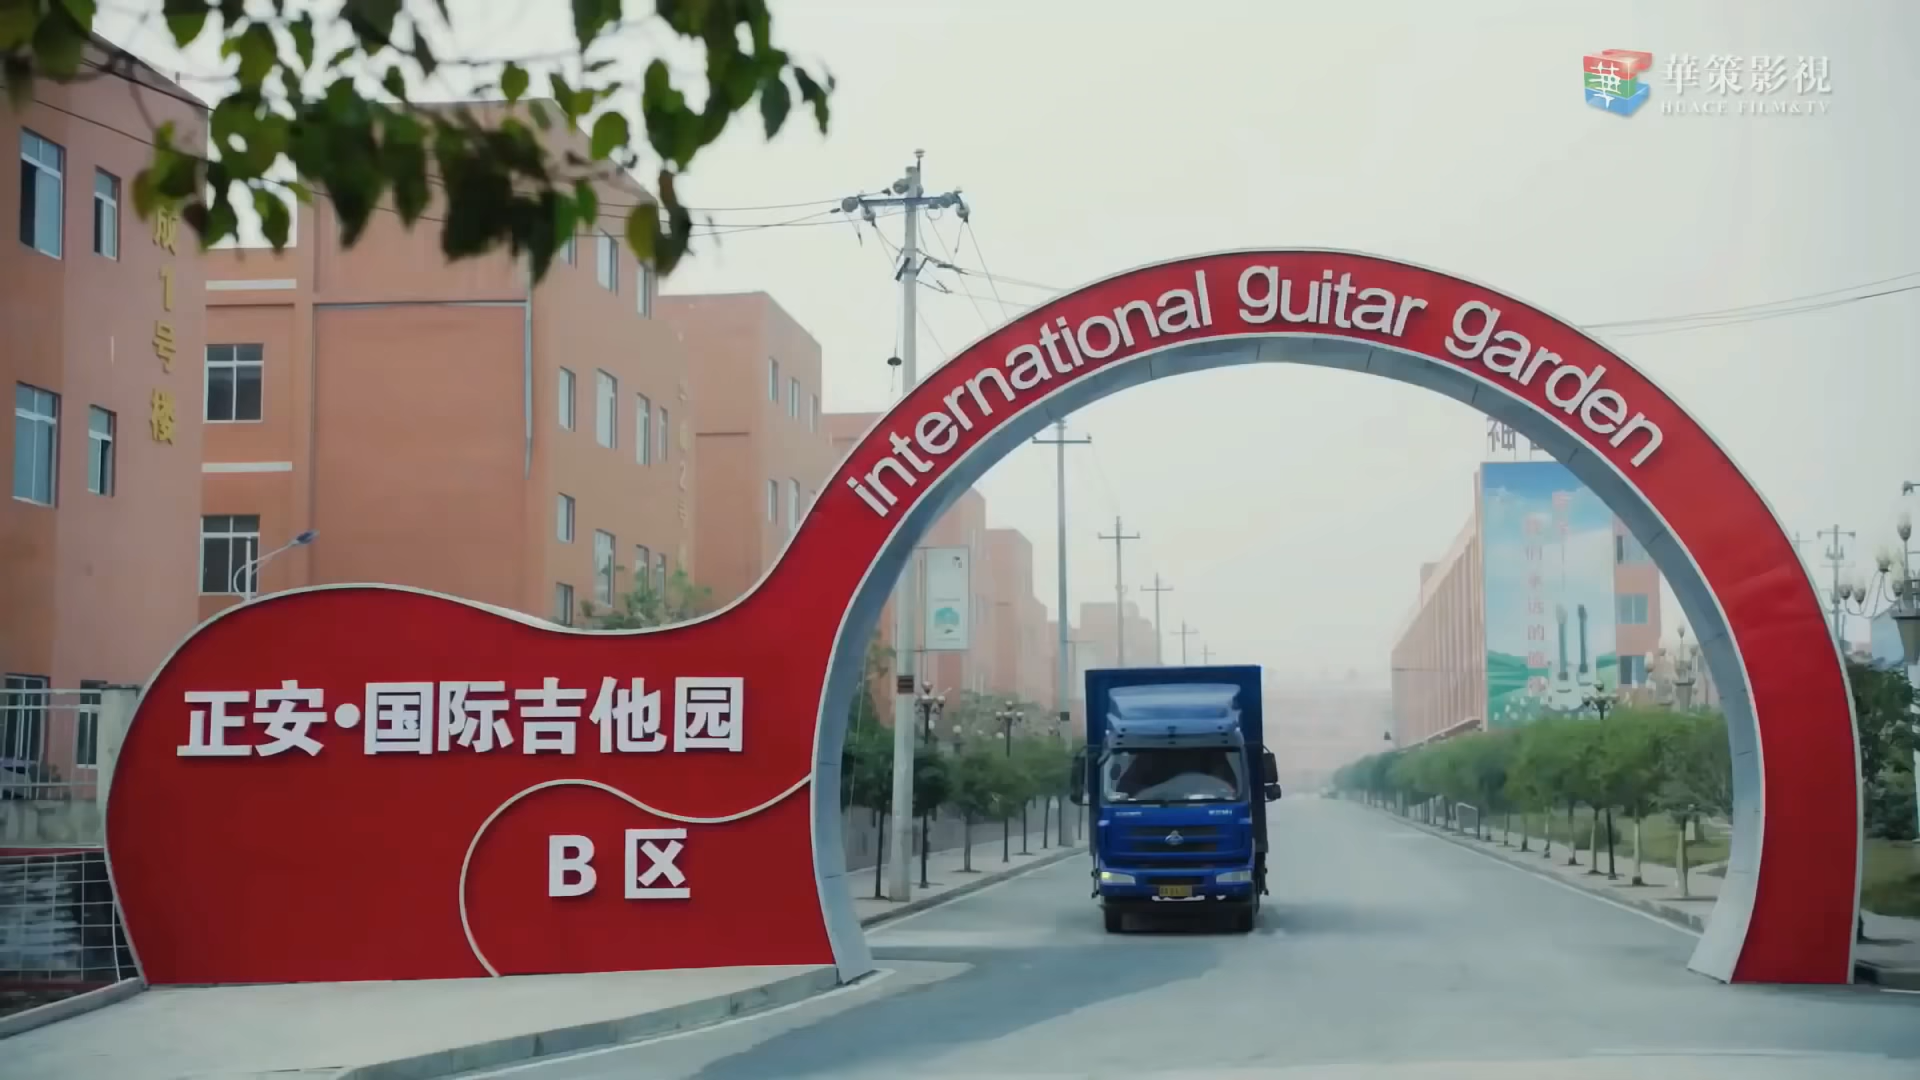 華策影視
HUACE FILM&TV
international guitar garden
正安·国际吉他园
B区
1号楼